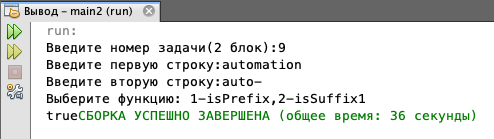 Вывод – main2 (run)
run:
Введите номер задачи(2 блок):9
Введите первую строку:automation
Введите вторую строку:auto-
Выберите функцию: 1-isPrefix,2-isSuffix1
trueСБОРКА УСПЕШНО ЗАВЕРШЕНА (общее время: 36 секунды)